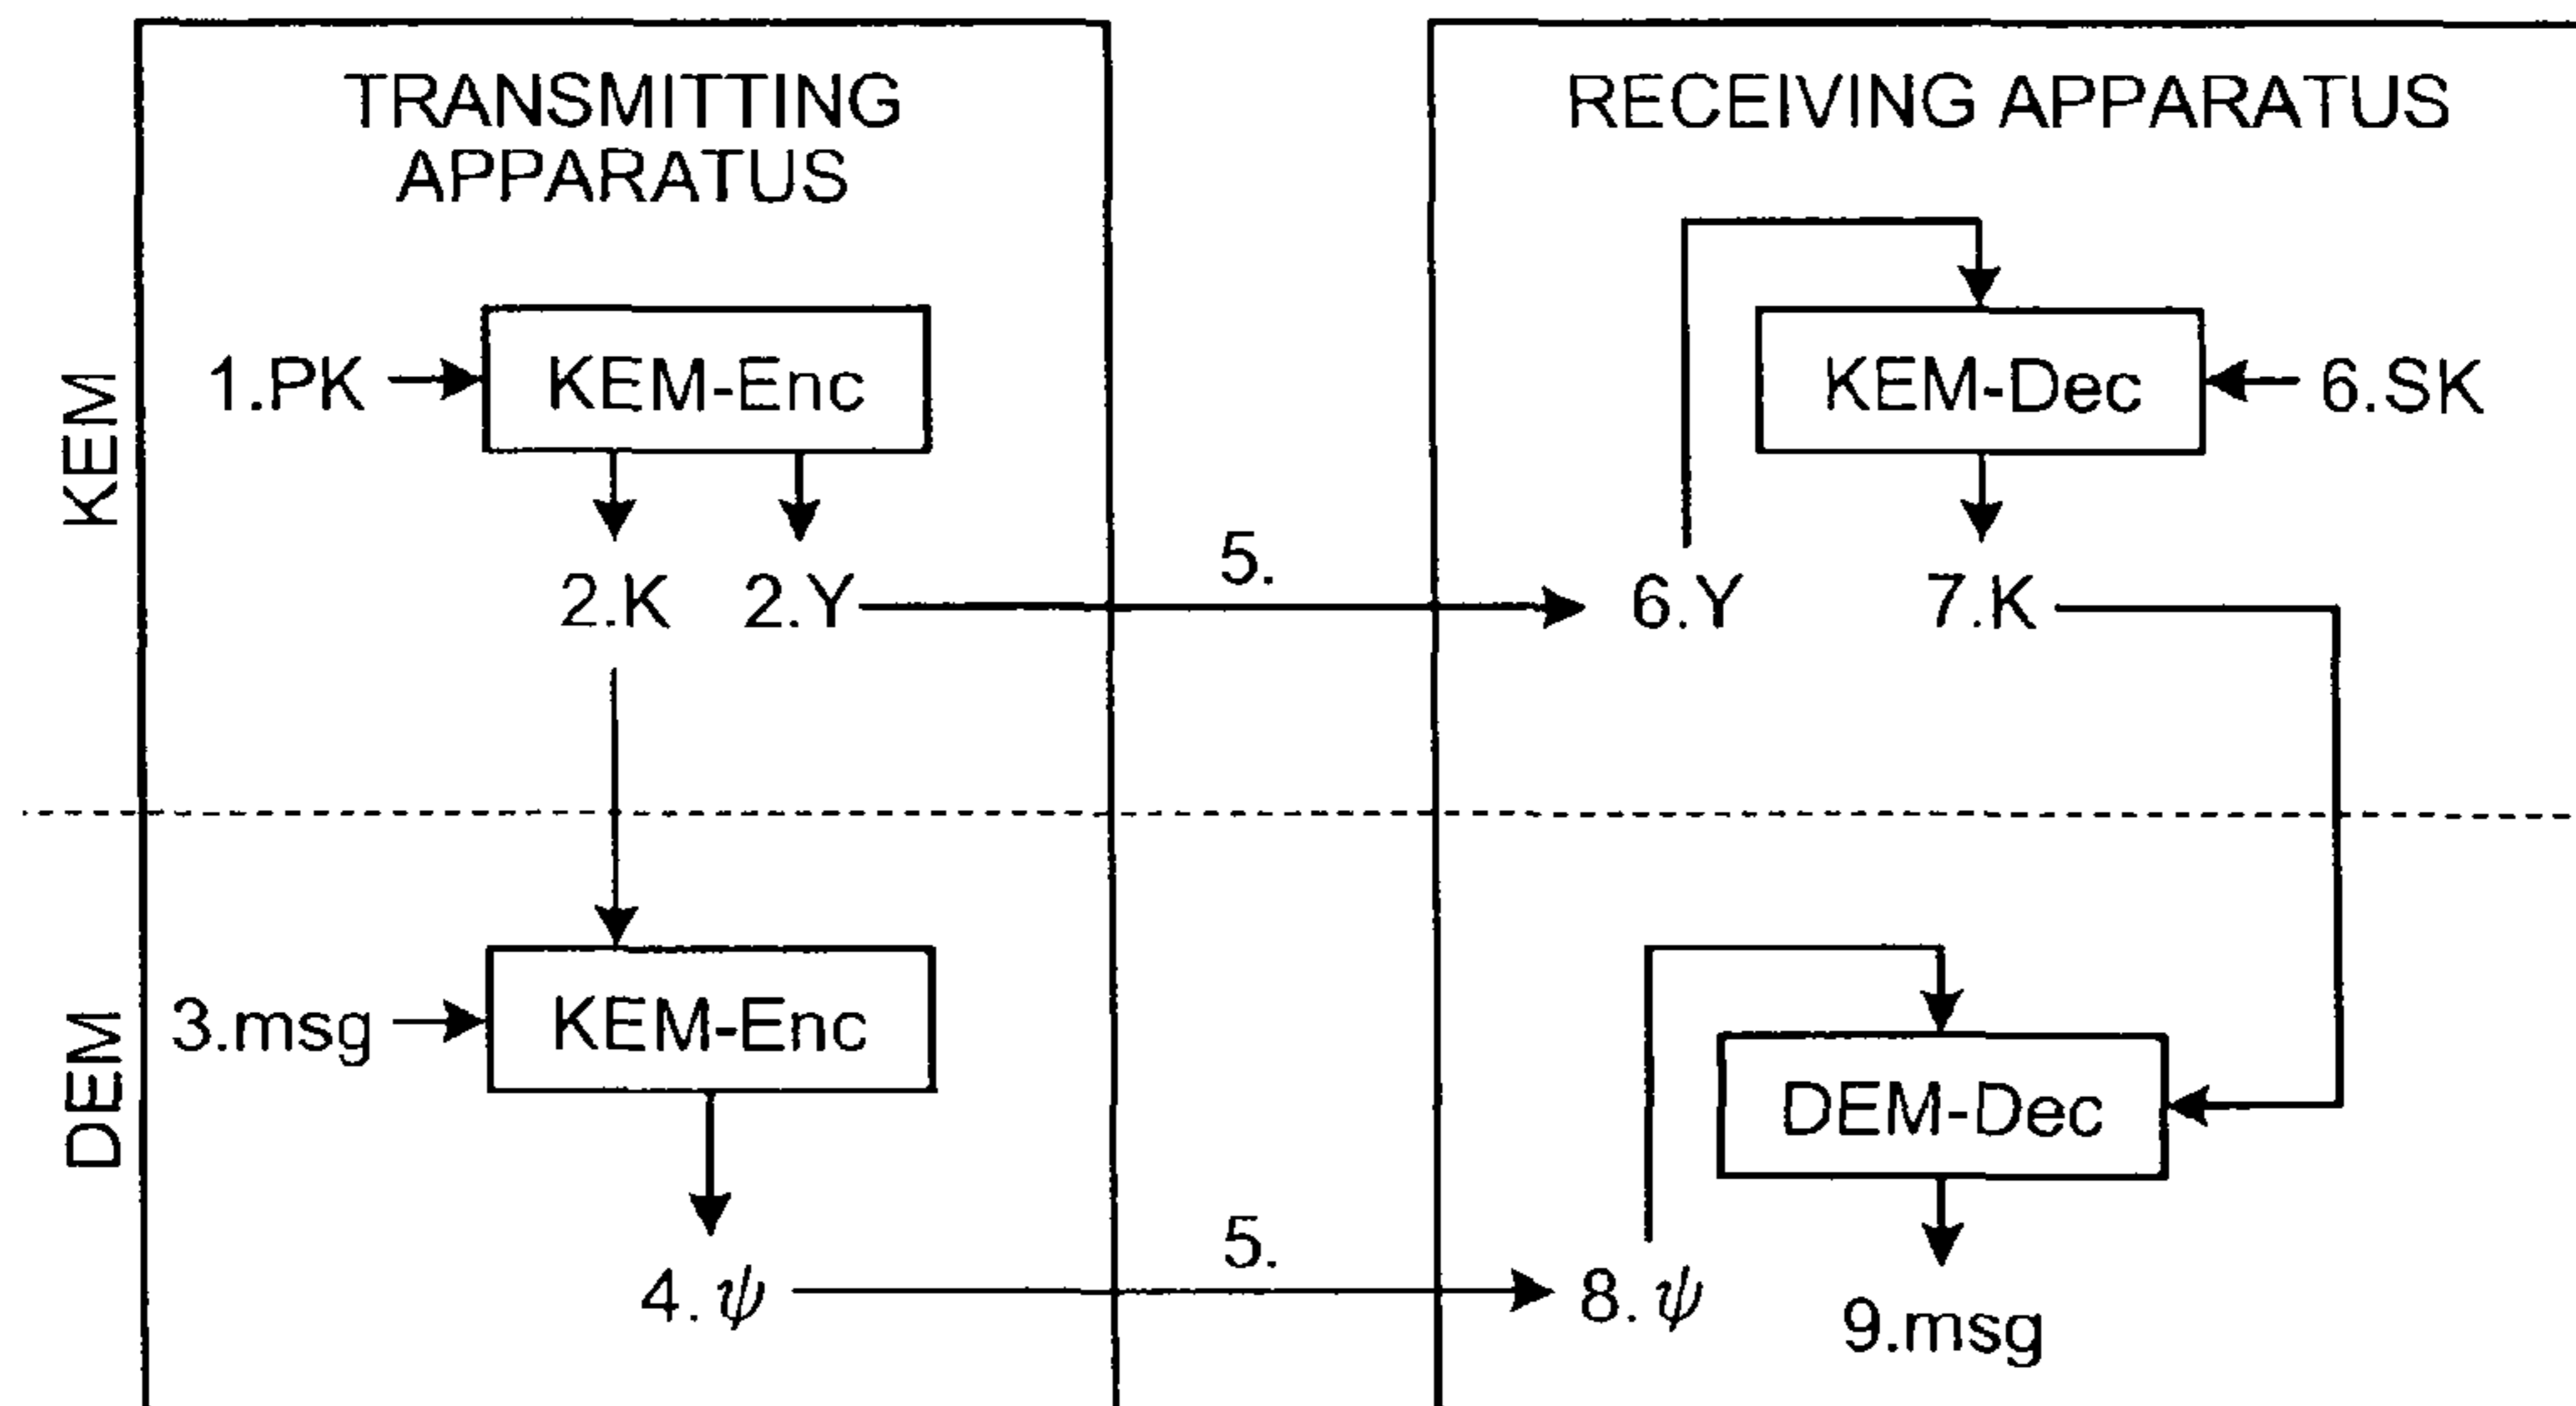 TRANSMITTING
APPARATUS
RECEIVING APPARATUS
KEM
1.PK
KEM-Enc
KEM-Dec
6.SK
2.K
2.Y
5.
6.Y
7.K
DEM
3.msg
KEM-Enc
DEM-Dec
4.ψ
5.
8.ψ
9.msg